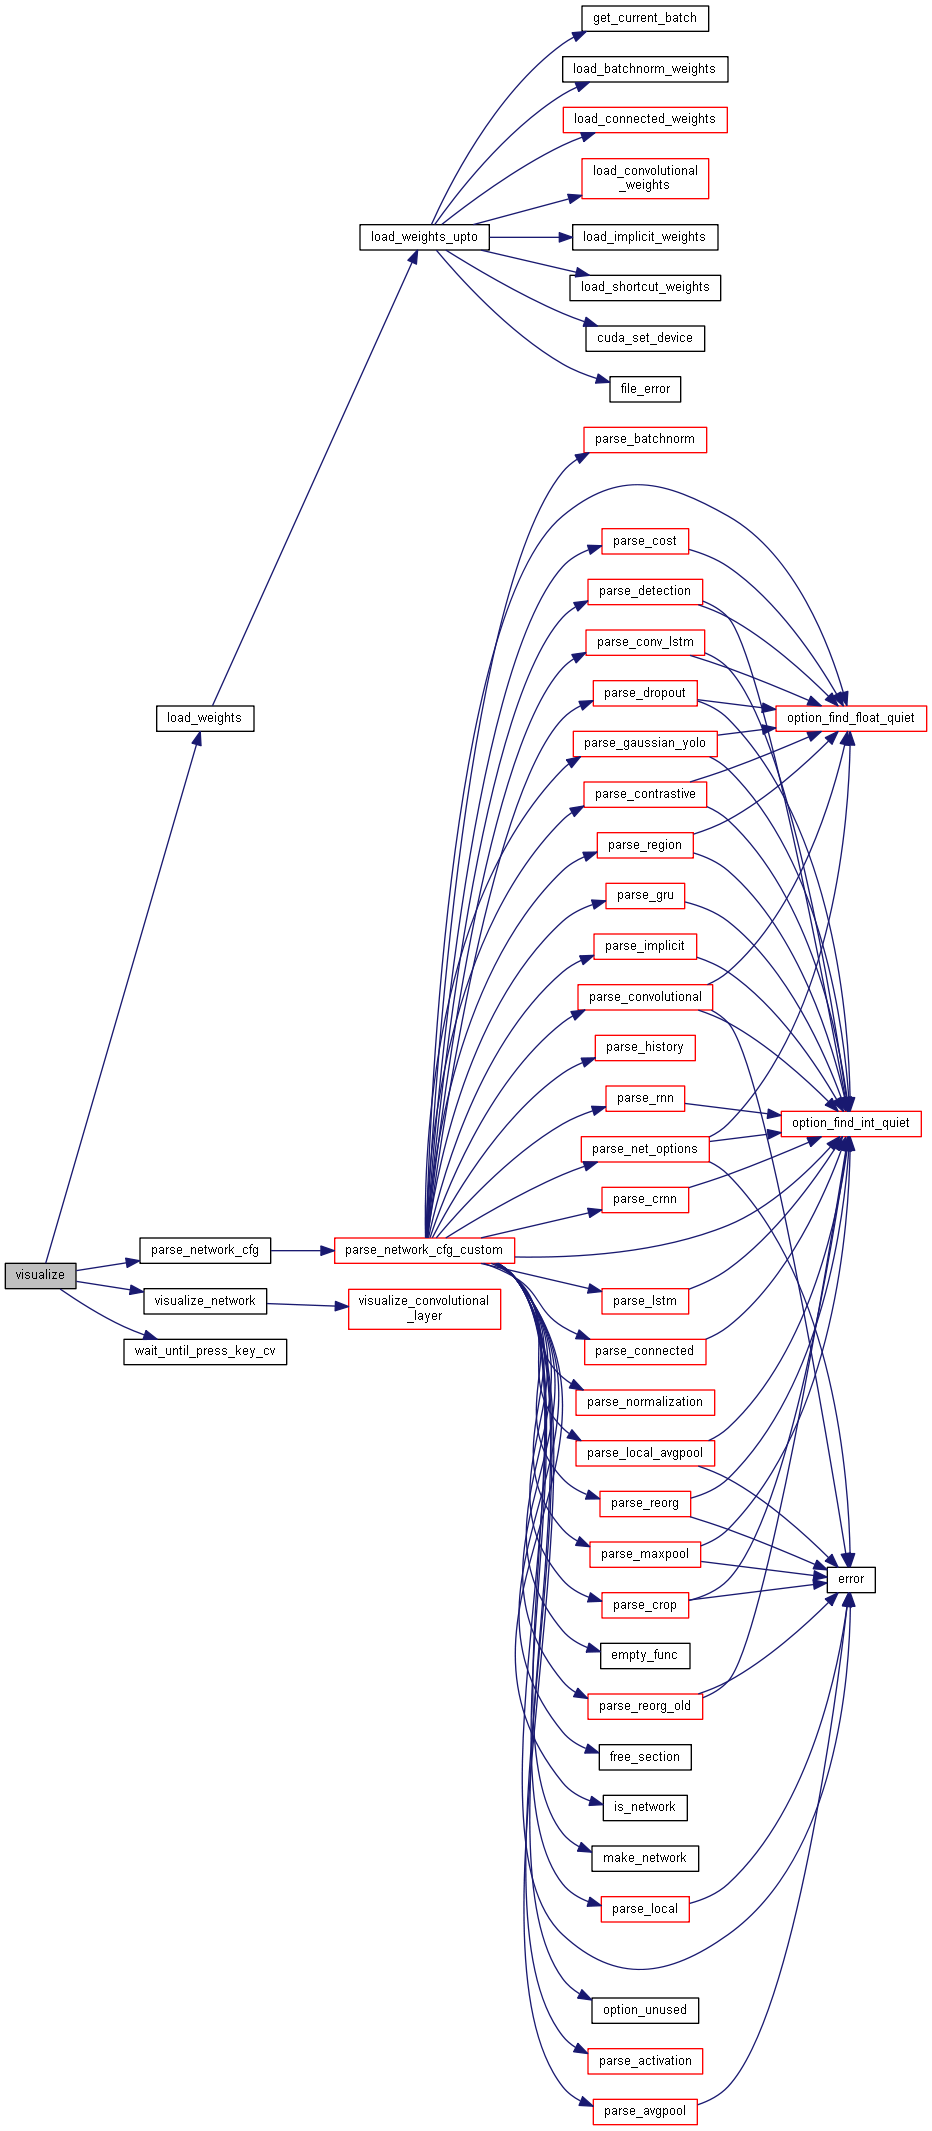 get_current_batch
load_batchnorm_weights
load_connected_weights
load_convolutional
_weights
load_weights_upto
load_implicit_weights
load_shortcut_weights
cuda_set_device
file_error
parse_batchnorm
parse_cost
parse_detection
parse_conv_lstm
parse_dropout
load_weights
option_find_float_quiet
parse_gaussian_yolo
parse_contrastive
parse_region
parse_gru
parse_implicit
parse_convolutional
parse_history
parse_rnn
option_find_int_quiet
parse_net_options
parse_crnn
parse_network_cfg
parse_network_cfg_custom
visualize
visualize_network
visualize_convolutional
_layer
parse_lstm
wait_until_press_key_cv
parse_connected
parse_normalization
parse_local_avgpool
parse_reorg
parse_maxpool
error
parse_crop
empty_func
parse_reorg_old
free_section
is_network
make_network
parse_local
option_unused
parse_activation
parse_avgpool